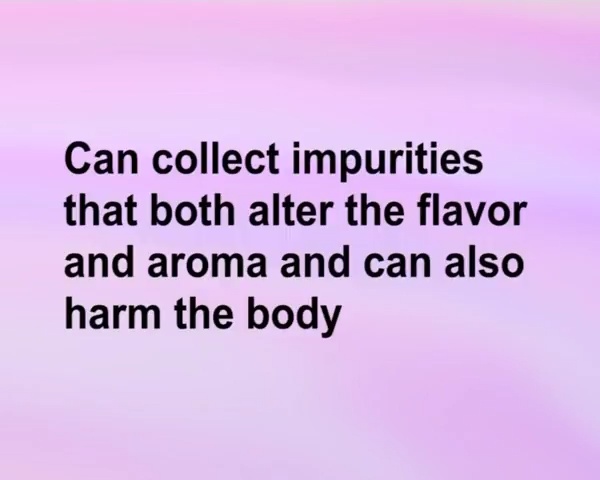 Can collect impurities
that both alter the flavor
and aroma and can also
harm the body